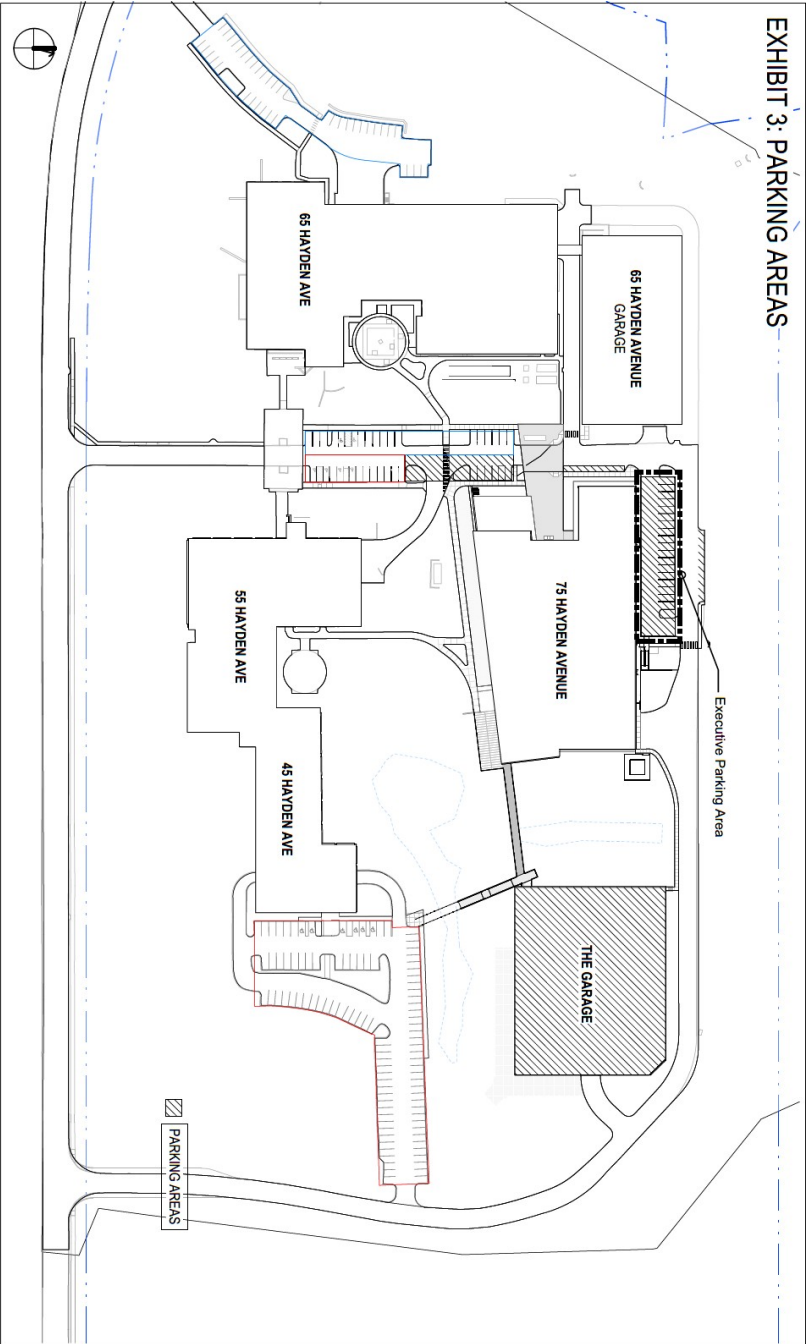 EXHIBIT 3: PARKING AREAS
65 HAYDEN AVENUE
GARAGE
65 HAYDEN AVE
Executive Parking Area
75 HAYDEN AVENUE
55 HAYDEN AVE
45 HAYDEN AVE
THE GARAGE
PARKING AREAS